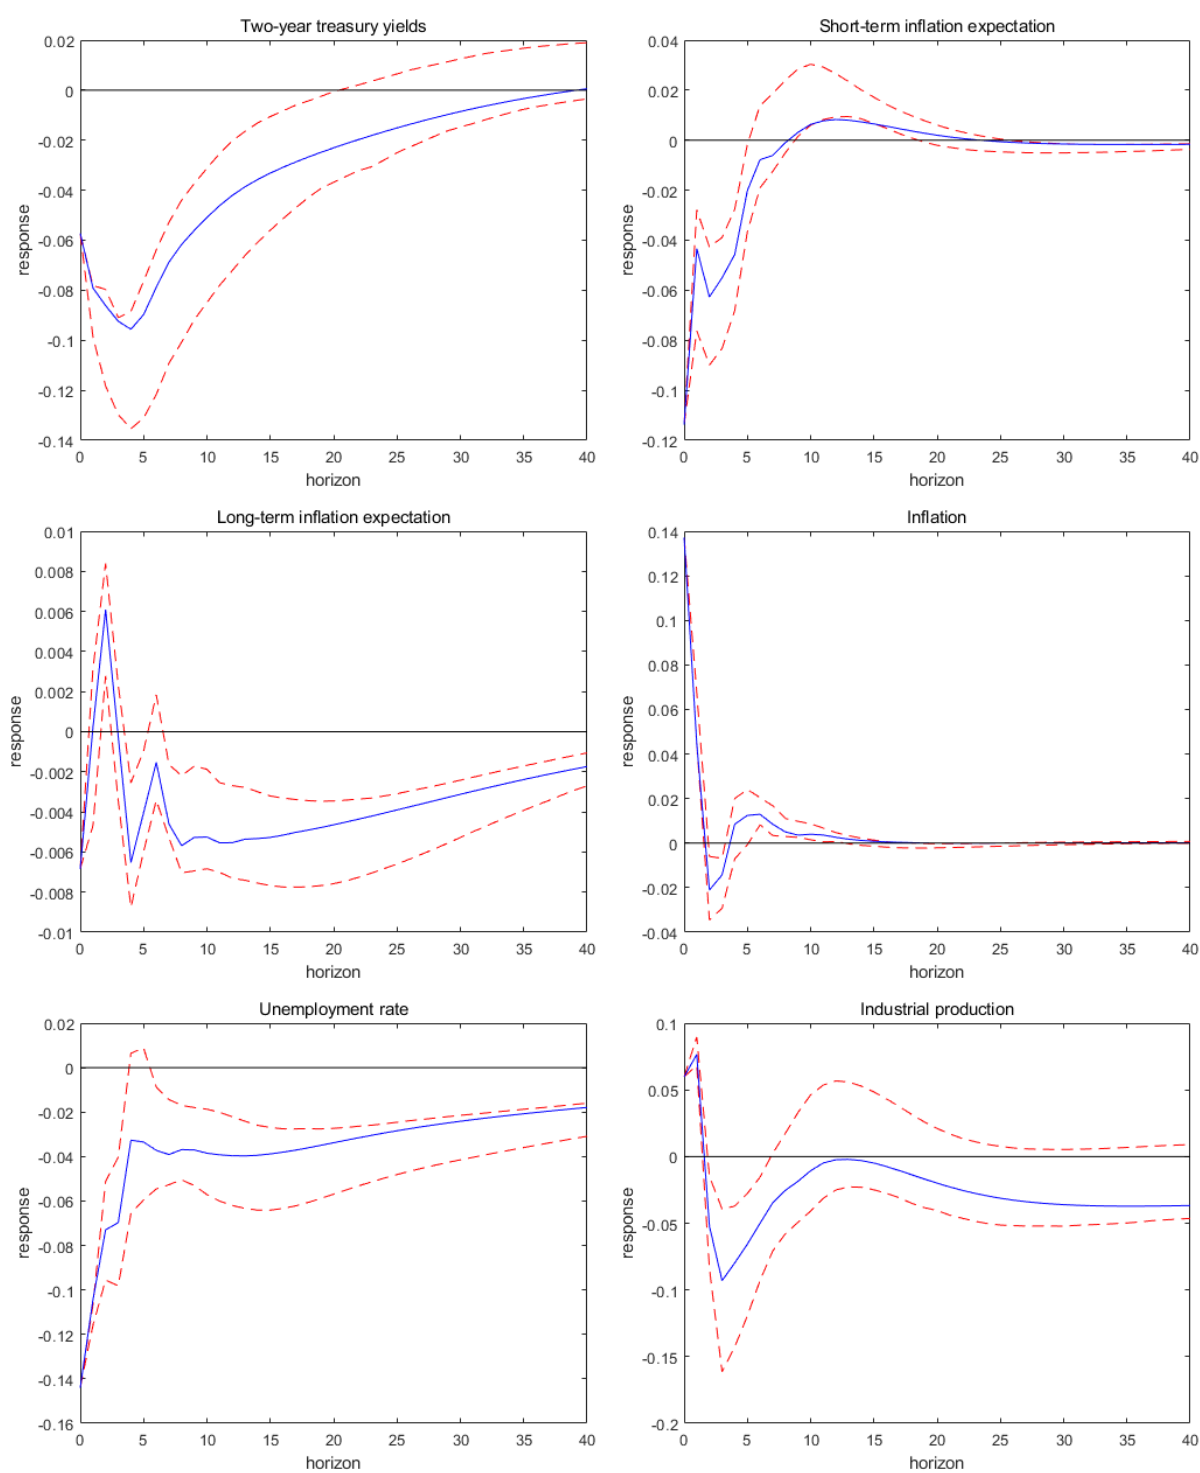 Two-year treasury yields
0.02
0
-0.02
-0.04
-0.06
-0.08
-0.1
-0.12
-0.14
response
0 5 10 15 20 25 30 35 40
horizon
Short-term inflation expectation
0.04
0.02
0
-0.02
-0.04
-0.06
-0.08
-0.1
-0.12
response
0 5 10 15 20 25 30 35 40
horizon
Long-term inflation expectation
0.01
0.008
0.006
0.004
0.002
0
-0.002
-0.004
-0.006
-0.008
-0.01
response
0 5 10 15 20 25 30 35 40
horizon
Inflation
0.14
0.12
0.1
0.08
0.06
0.04
0.02
0
-0.02
-0.04
response
0 5 10 15 20 25 30 35 40
horizon
Unemployment rate
0.02
0
-0.02
-0.04
-0.06
-0.08
-0.1
-0.12
-0.14
-0.16
response
0 5 10 15 20 25 30 35 40
horizon
Industrial production
0.1
0.05
0
-0.05
-0.1
-0.15
-0.2
response
0 5 10 15 20 25 30 35 40
horizon